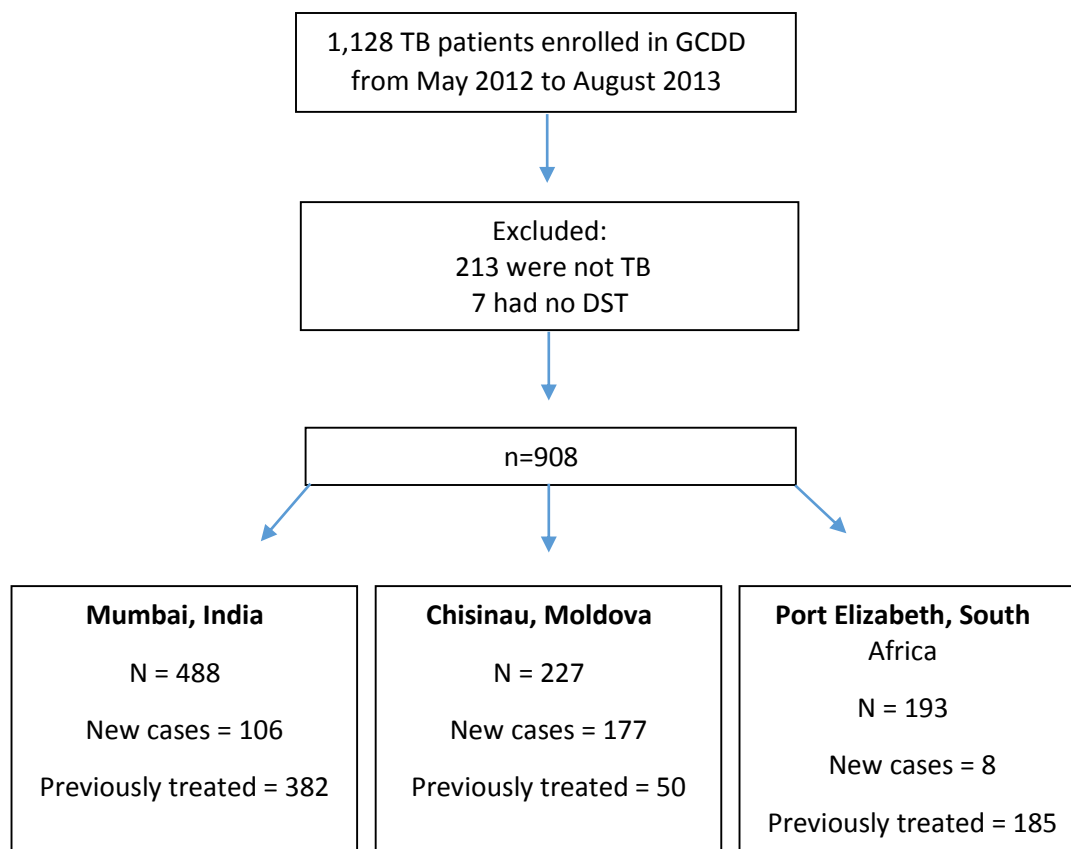 1,128 TB patients enrolled in GCDD
from May 2012 to August 2013
Excluded:
213 were not TB
7 had no DST
n=908
Mumbai, India
N = 488
New cases = 106
Previously treated = 382
Chisinau, Moldova
N = 227
New cases = 177
Previously treated = 50
Port Elizabeth, South
Africa
N = 193
New cases = 8
Previously treated = 185